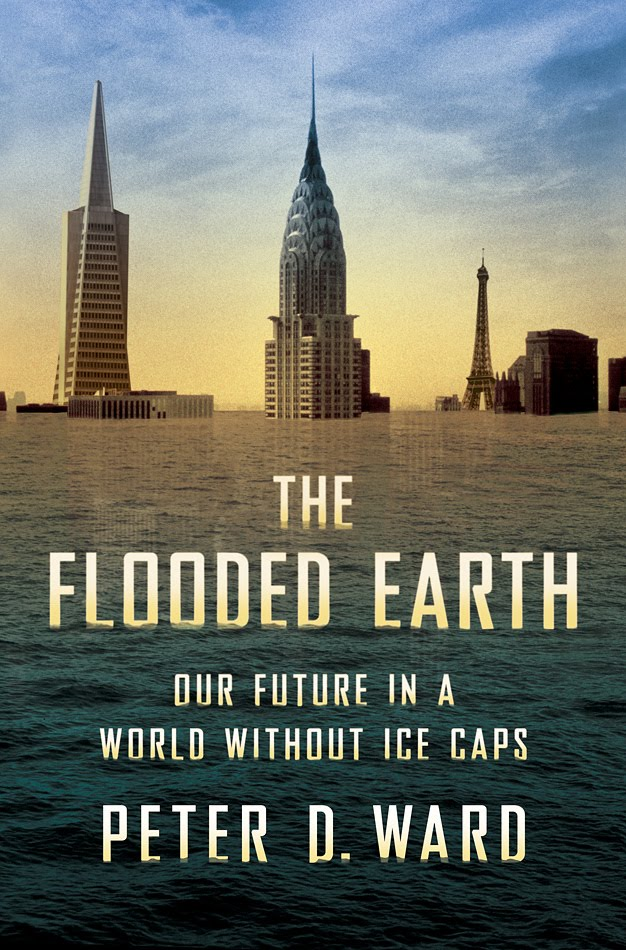 THE
FLOODED EARTH
OUR FUTURE IN A
WORLD WITHOUT ICE CAPS
PETER D. WARD